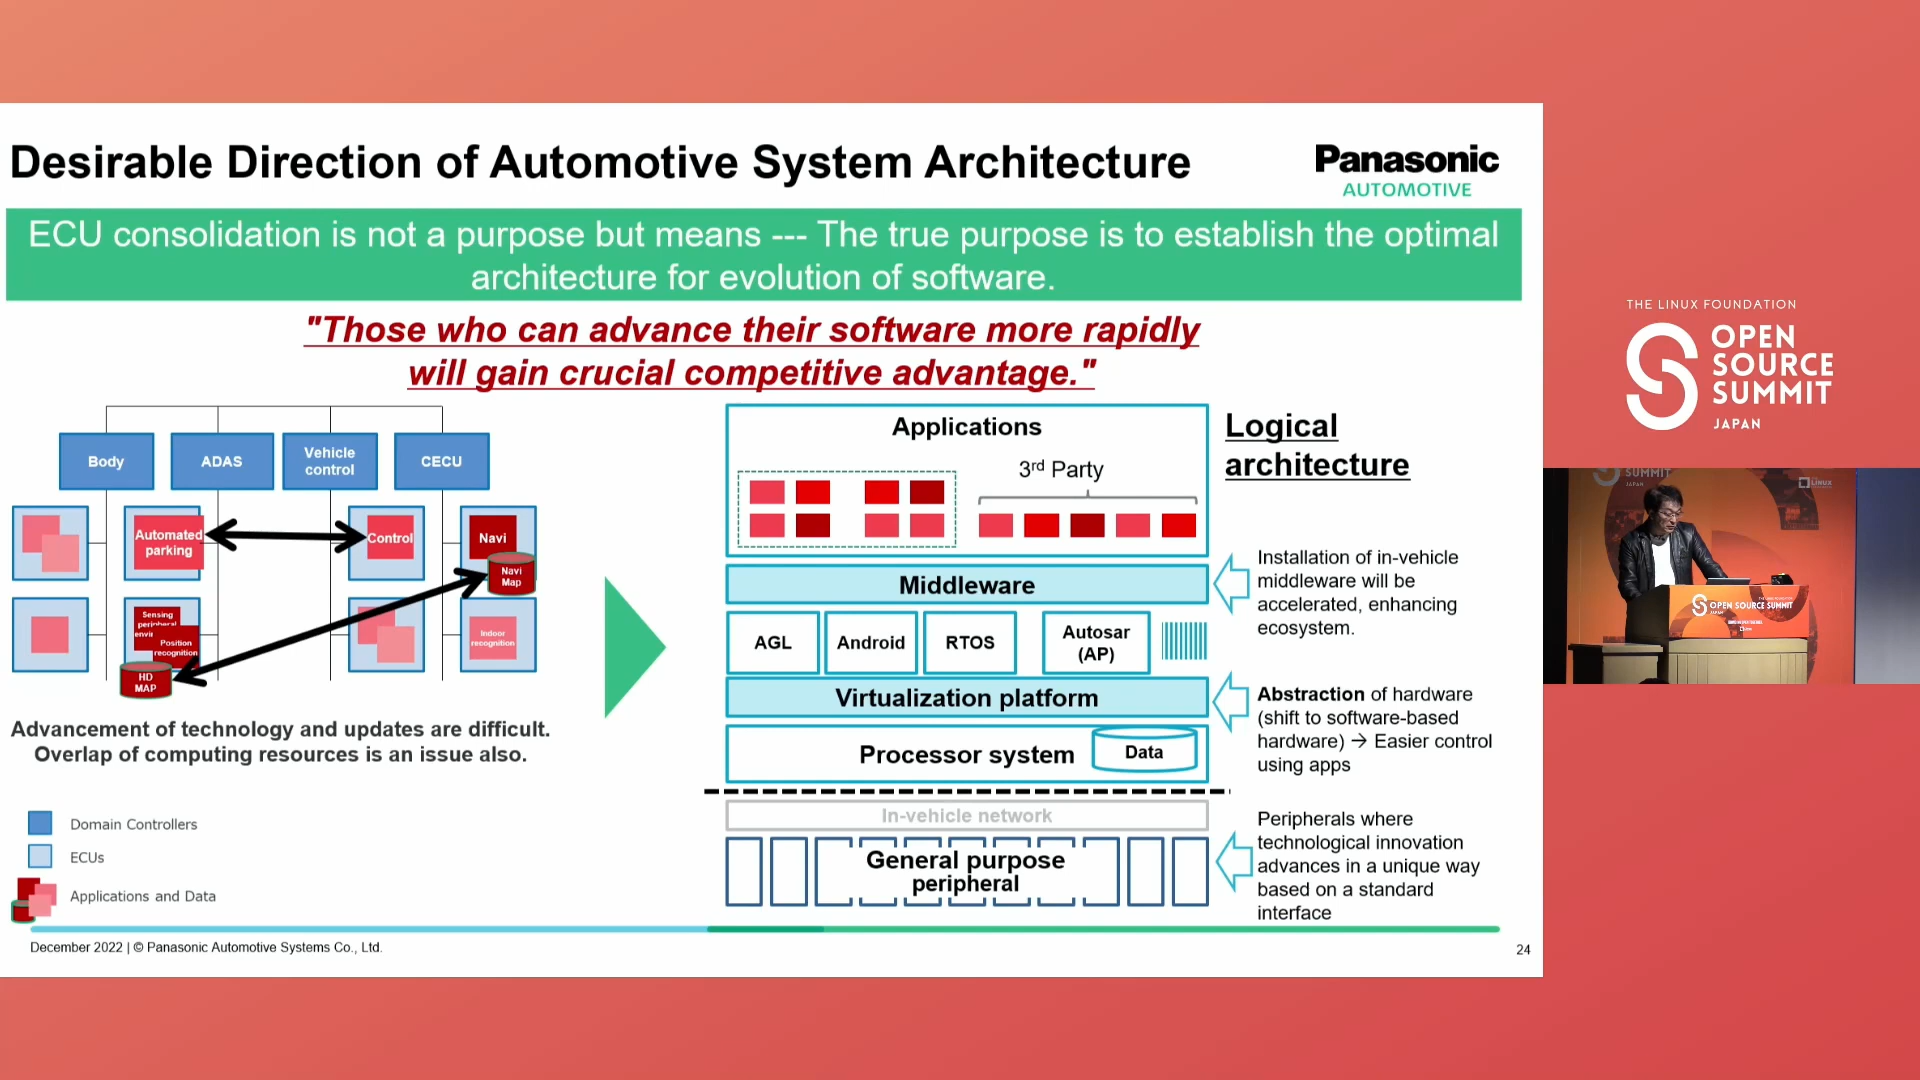 Desirable Direction of Automotive System Architecture
Panasonic
AUTOMOTIVE
ECU consolidation is not a purpose but means --- The true purpose is to establish the optimal
architecture for evolution of software.
"Those who can advance their software more rapidly
will gain crucial competitive advantage."
Body
ADAS
Vehicle
control
CECU
Automated
parking
Control
Navi
Navi
Map
Sensing
peripheral
Position
recognition
Indoor
recognition
HD
MAP
Advancement of technology and updates are difficult.
Overlap of computing resources is an issue also.
Domain Controllers
ECUs
Applications and Data
Applications
3rd Party
Middleware
AGL
Android
RTOS
Autosar
(AP)
Virtualization platform
Processor system
Data
In-vehicle network
General purpose
peripheral
Logical
architecture
Installation of in-vehicle
middleware will be
accelerated, enhancing
ecosystem.
Abstraction of hardware
(shift to software-based
hardware) → Easier control
using apps
Peripherals where
technological innovation
advances in a unique way
based on a standard
interface
December 2022 | © Panasonic Automotive Systems Co., Ltd.
24
THE LINUX FOUNDATION
OPEN
SOURCE
SUMMIT
JAPAN
SUMMIT
JAPAN
LINUX
OPEN SOURCE SUMMIT